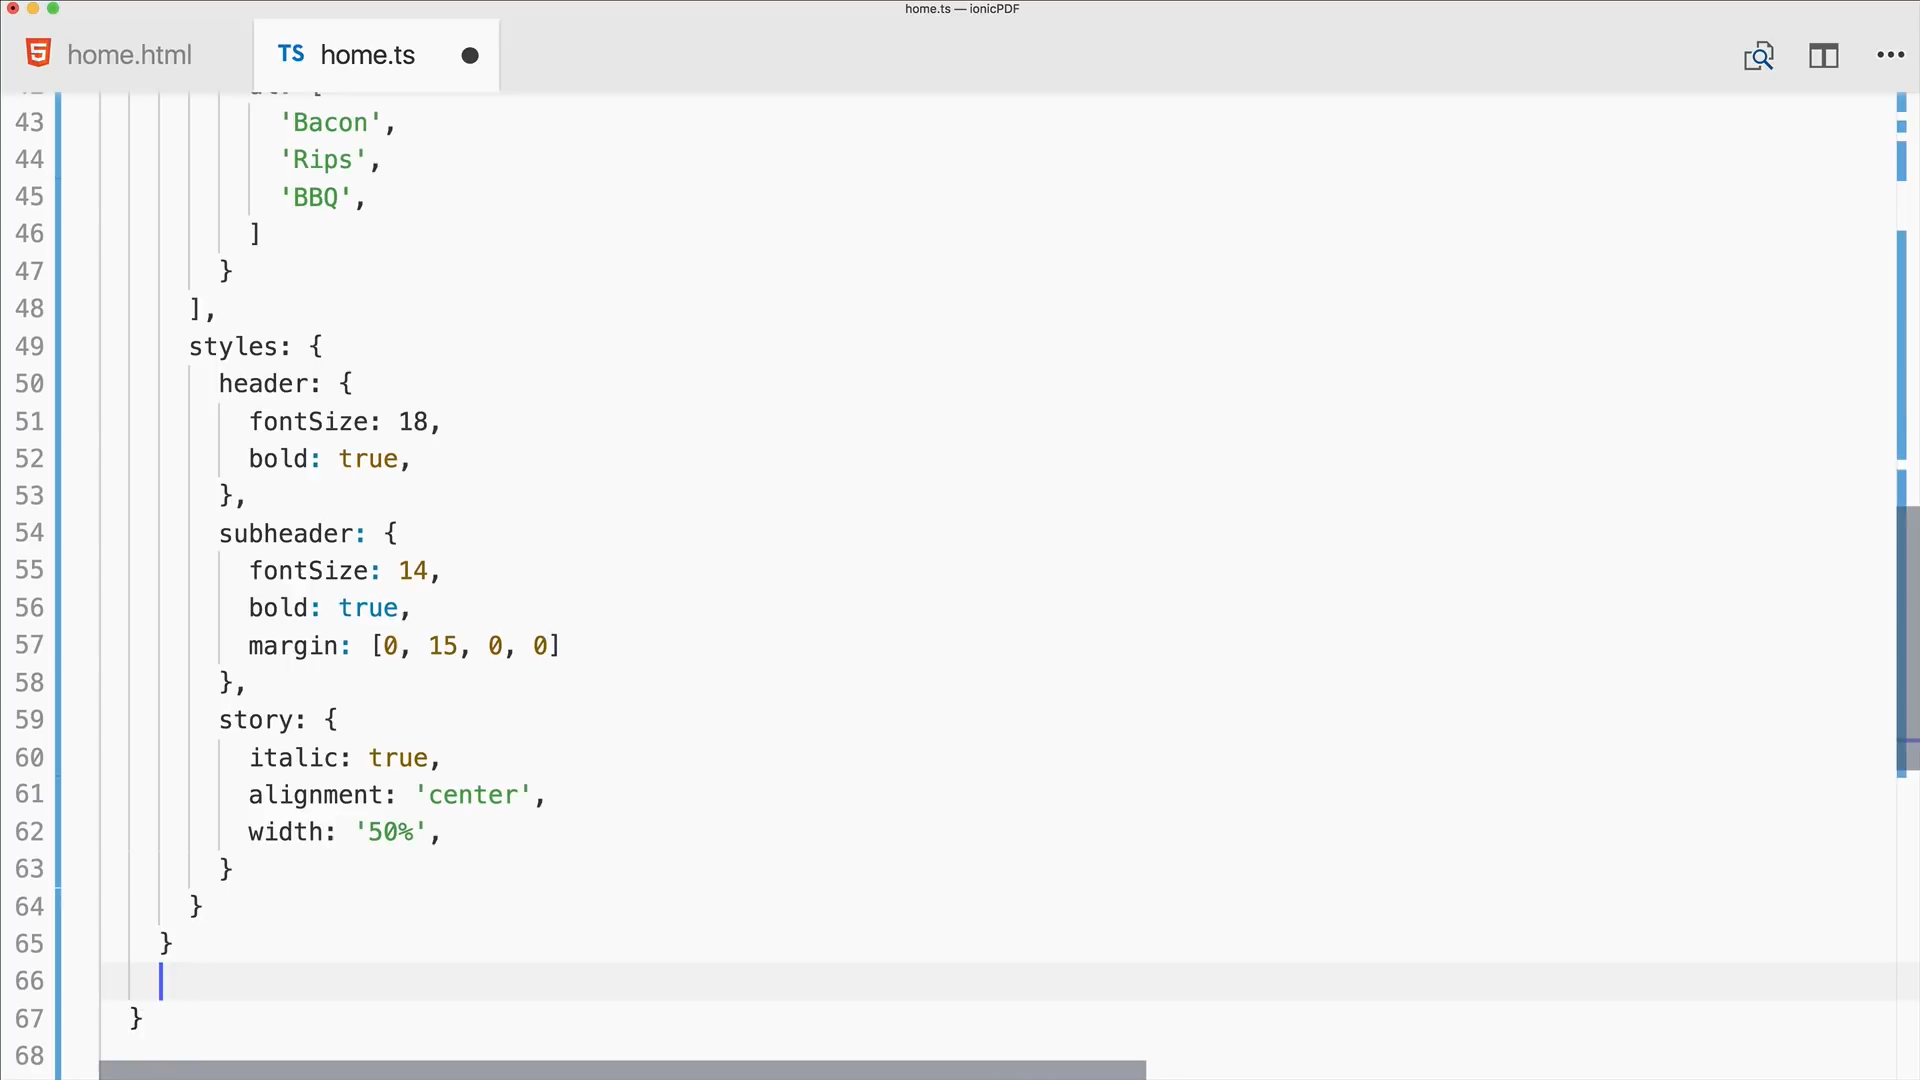 home.ts — ionicPDF
home.html
TS home.ts
43 'Bacon',
44 'Rips',
45 'BBQ',
46 ]
47 }
48 ],
49 styles: {
50 header: {
51 fontSize: 18,
52 bold: true,
53 },
54 subheader: {
55 fontSize: 14,
56 bold: true,
57 margin: [0, 15, 0, 0]
58 },
59 story: {
60 italic: true,
61 alignment: 'center',
62 width: '50%',
63 }
64 }
65 }
66
67 }
68